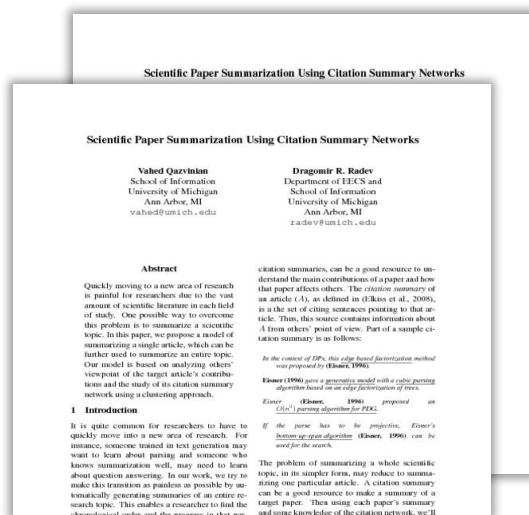 Scientific Paper Summarization Using Citation Summary Networks
Scientific Paper Summarization Using Citation Summary Networks
Vahed Qazvinian
School of Information
University of Michigan
Ann Arbor, MI
vahed@umich.edu
Dragomir R. Radev
Department of EECS and
School of Information
University of Michigan
Ann Arbor, MI
radev@umich.edu
Abstract
Quickly moving to a new area of research
is painful for researchers due to the vast
amount of scientific literature in each field
of study. One possible way to overcome
this problem is to summarize a scientific
topic. In this paper, we propose a model of
summarizing a single article, which can be
further used to summarize an entire topic.
Our model is based on analyzing others'
viewpoint of the target article's contribu-
tions and the study of its citation summary
network using a clustering approach.
1 Introduction
It is quite common for researchers to have to
quickly move into a new area of research. For
instance, someone trained in text generation may
want to learn about parsing and someone who
knows summarization well, may need to learn
about question answering. In our work, we try to
make this transition as painless as possible by au-
tomatically generating summaries of an entire re-
search topic. This enables a researcher to find the
chronological order and the progress in that par-
citation summaries, can be a good resource to un-
derstand the main contributions of a paper and how
that paper affects others. The citation summary of
an article (A), as defined in (Elkiss et al., 2008),
is a the set of citing sentences pointing to that ar-
ticle. Thus, this source contains information about
A from others' point of view. Part of a sample ci-
tation summary is as follows:
In the context of DPs, this edge based factorization method
was proposed by (Eisner, 1996).
Eisner (1996) gave a generative model with a cubic parsing
algorithm based on an edge factorization of trees.
Eisner (Eisner, 1996) proposed an
O(n³) parsing algorithm for PDG.
If the parse has to be projective, Eisner's
bottom-up-span algorithm (Eisner, 1996) can be
used for the search.
The problem of summarizing a whole scientific
topic, in its simpler form, may reduce to summa-
rizing one particular article. A citation summary
can be a good resource to make a summary of a
target paper. Then using each paper's summary
and some knowledge of the citation network, we'll